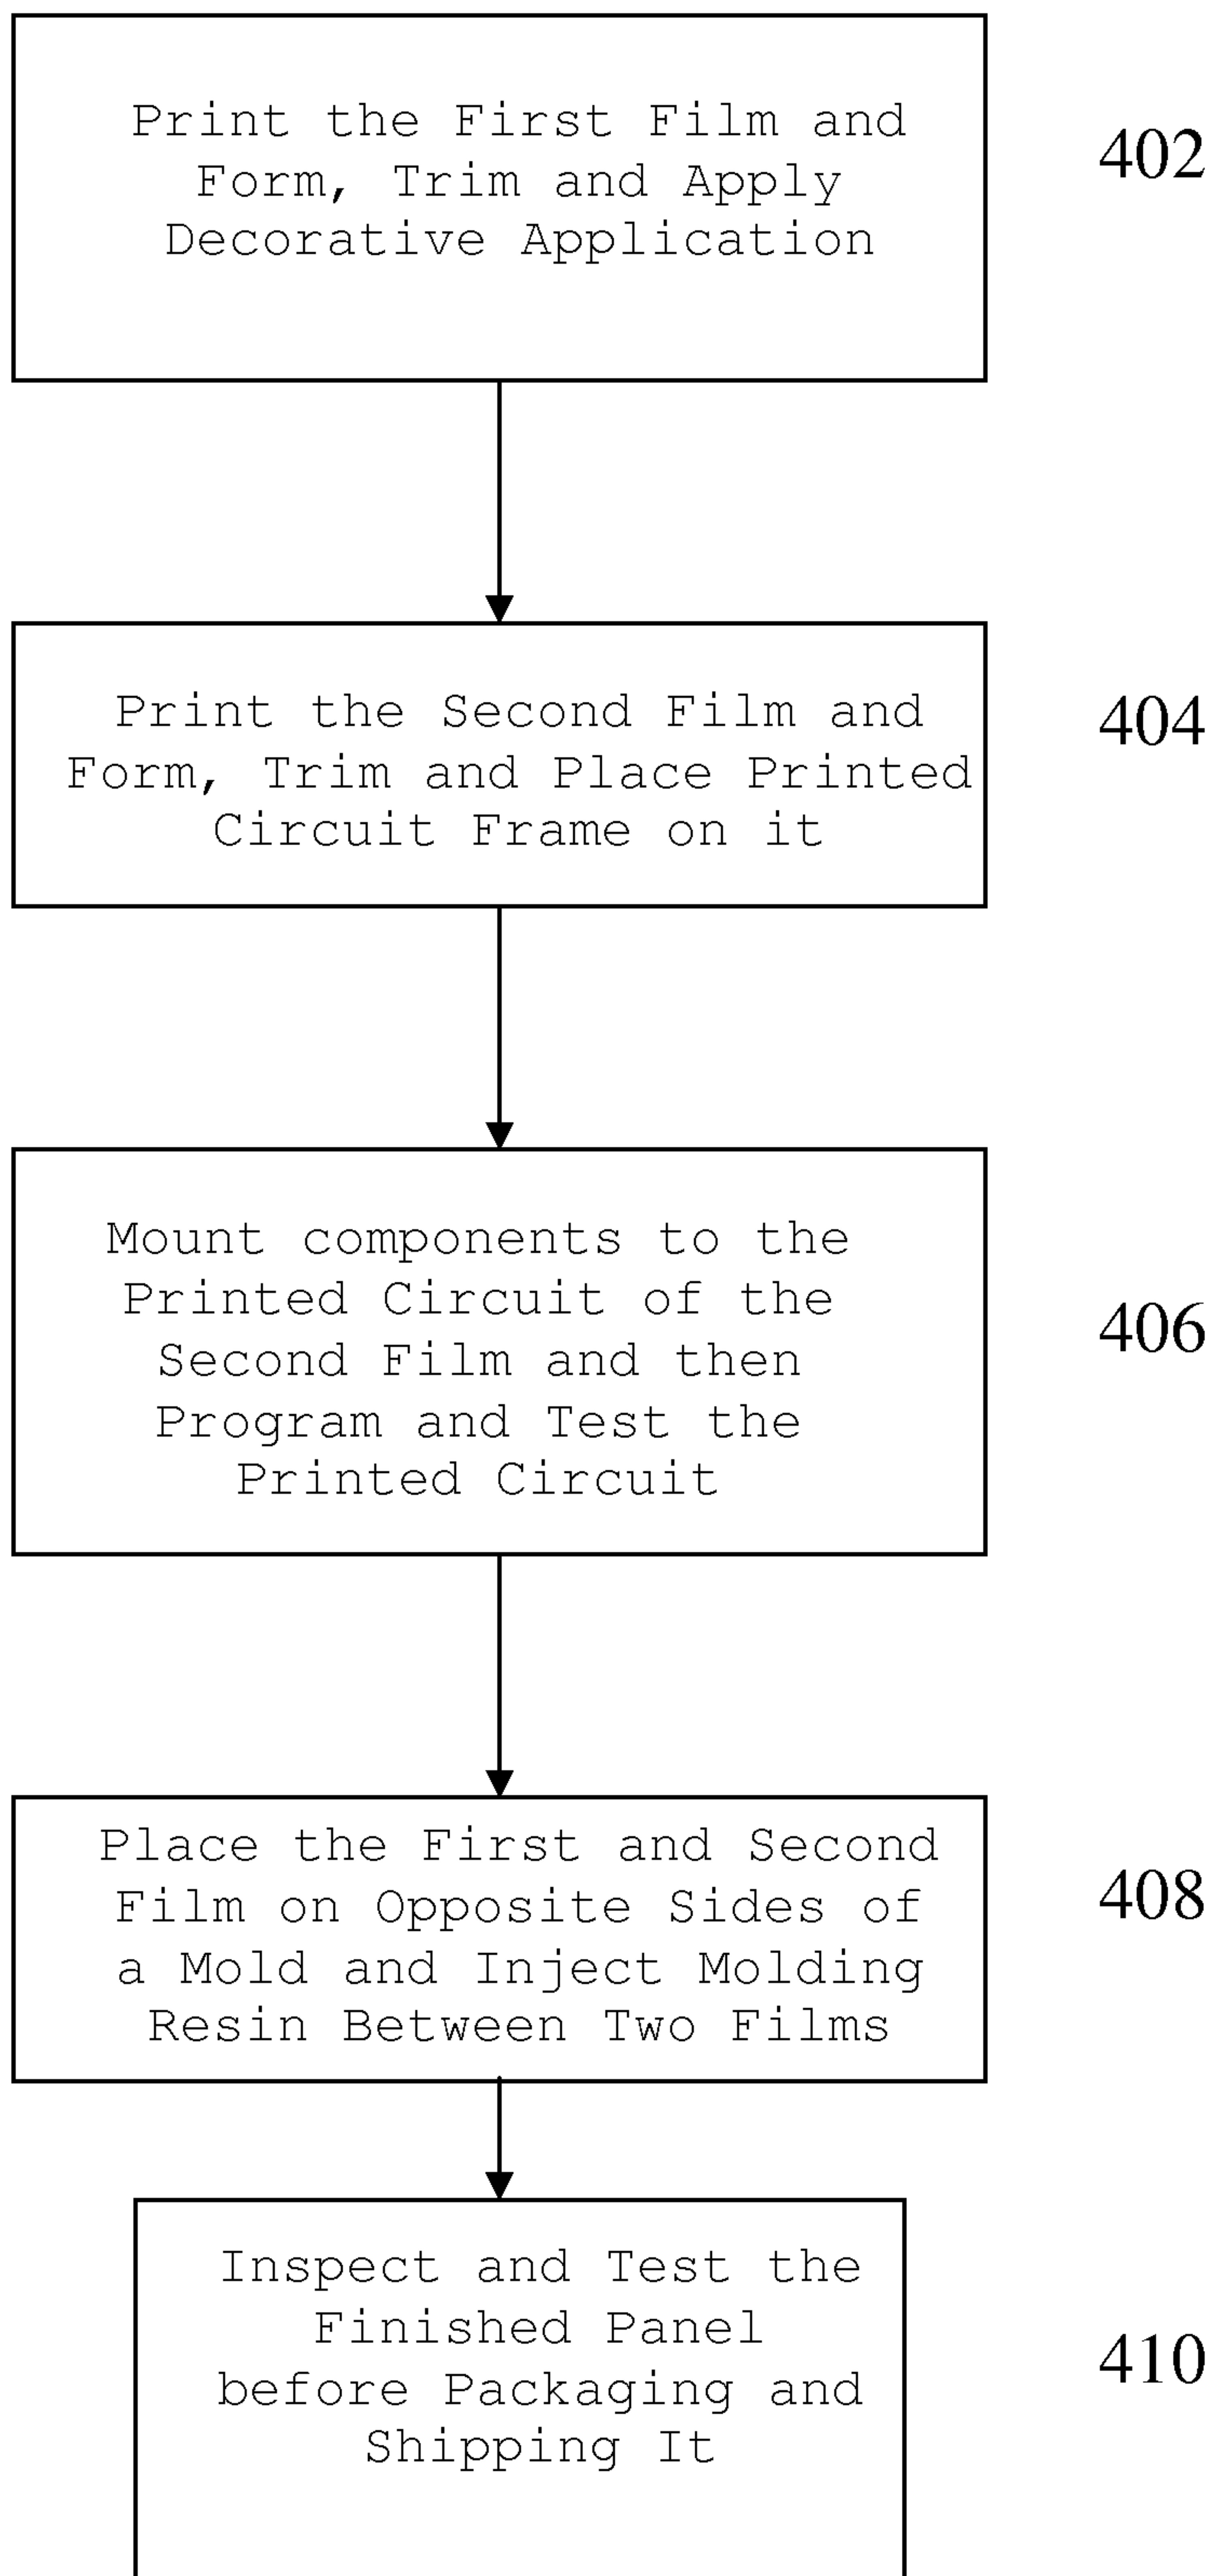 Print the First Film and
Form, Trim and Apply
Decorative Application
402
Print the Second Film and
Form, Trim and Place Printed
Circuit Frame on it
404
Mount components to the
Printed Circuit of the
Second Film and then
Program and Test the
Printed Circuit
406
Place the First and Second
Film on Opposite Sides of
a Mold and Inject Molding
Resin Between Two Films
408
Inspect and Test the
Finished Panel
before Packaging and
Shipping It
410